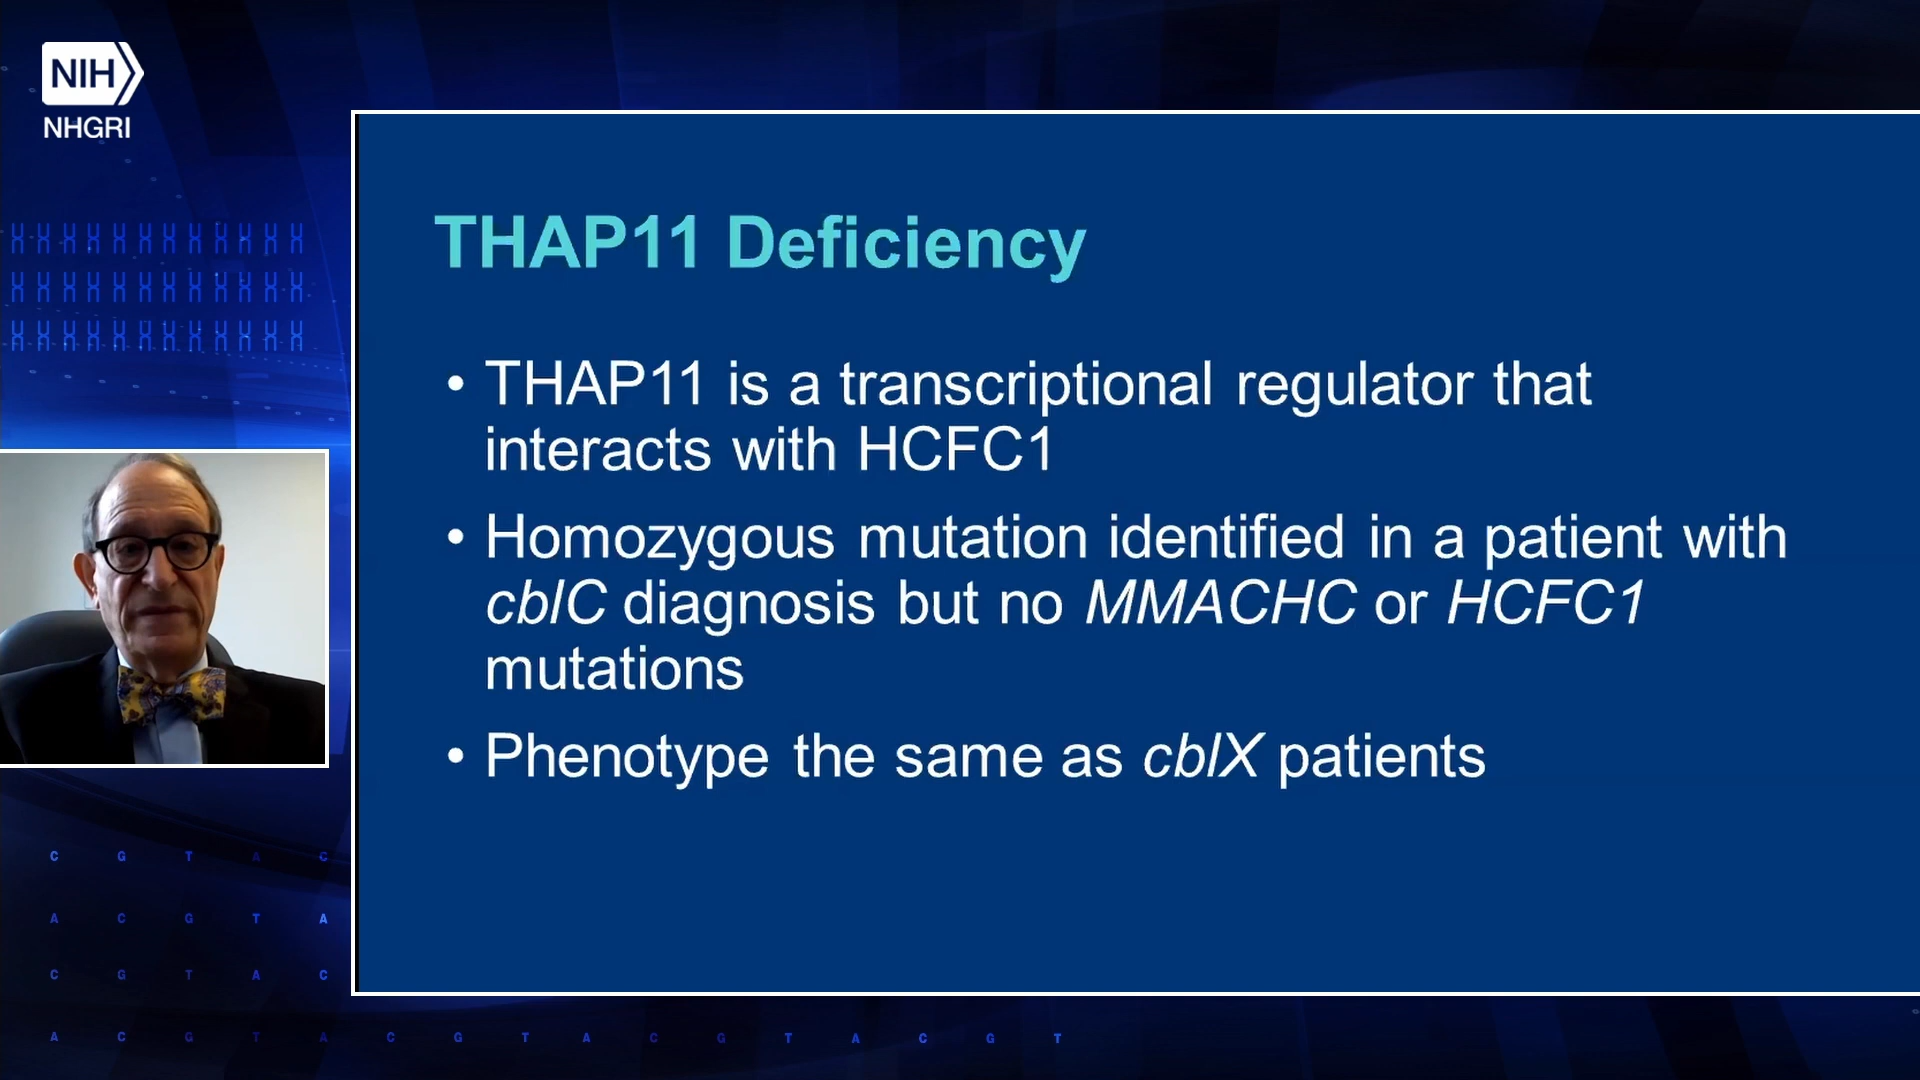 NIH
NHGRI
THAP11 Deficiency
• THAP11 is a transcriptional regulator that
interacts with HCFC1
• Homozygous mutation identified in a patient with
cblC diagnosis but no MMACHC or HCFC1
mutations
• Phenotype the same as cblX patients
C G T A C
A C G T A
C G T A C
A C G T A C G T A C G T A C G T